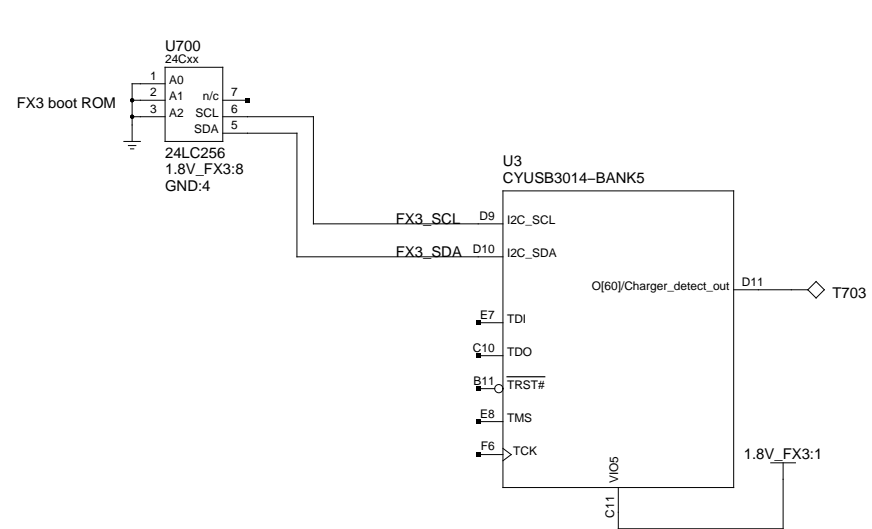 U700
24Cxx
1 A0
2 A1 n/c 7
FX3 boot ROM
3 A2 SCL 6
SDA 5
24LC256
1.8V_FX3:8
GND:4
U3
CYUSB3014–BANK5
FX3_SCL D9 I2C_SCL
FX3_SDA D10 I2C_SDA
O[60]/Charger_detect_out D11
T703
E7 TDI
C10 TDO
B11 TRST#
E8 TMS
F6 TCK
1.8V_FX3:1
VIO5
C11